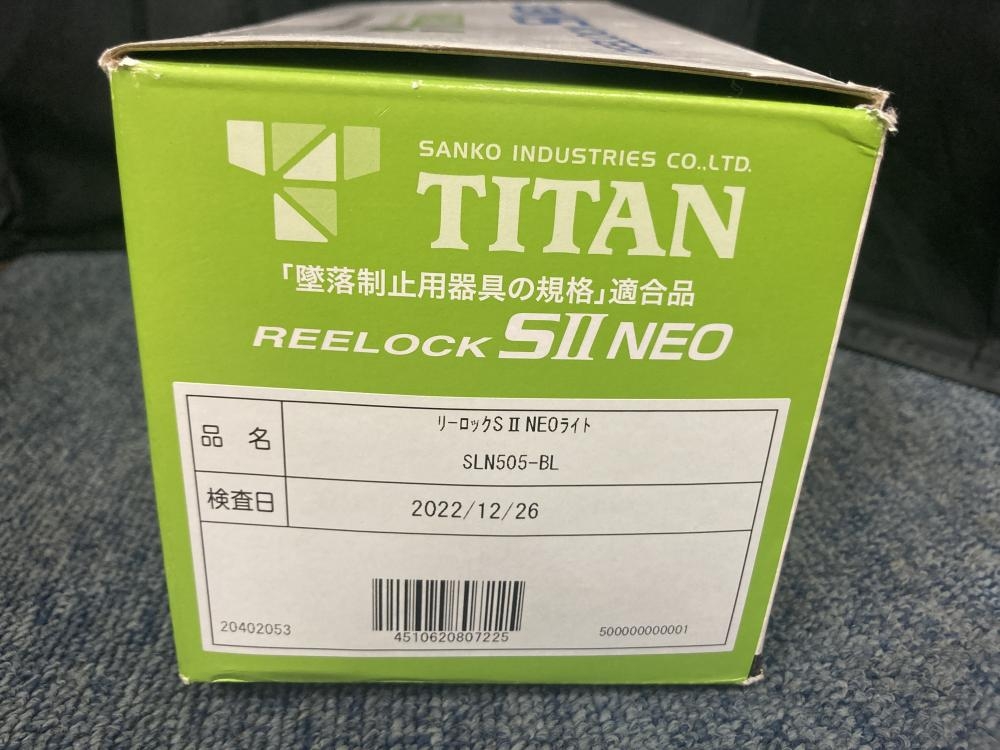 SANKO INDUSTRIES CO.,LTD.
TITAN
「墜落制止用器具の規格」適合品
REELOCK SII NEO
品 名
リーロックSⅡNEOライト
SLN505-BL
検査日
2022/12/26
4510620807225
20402053
500000000001